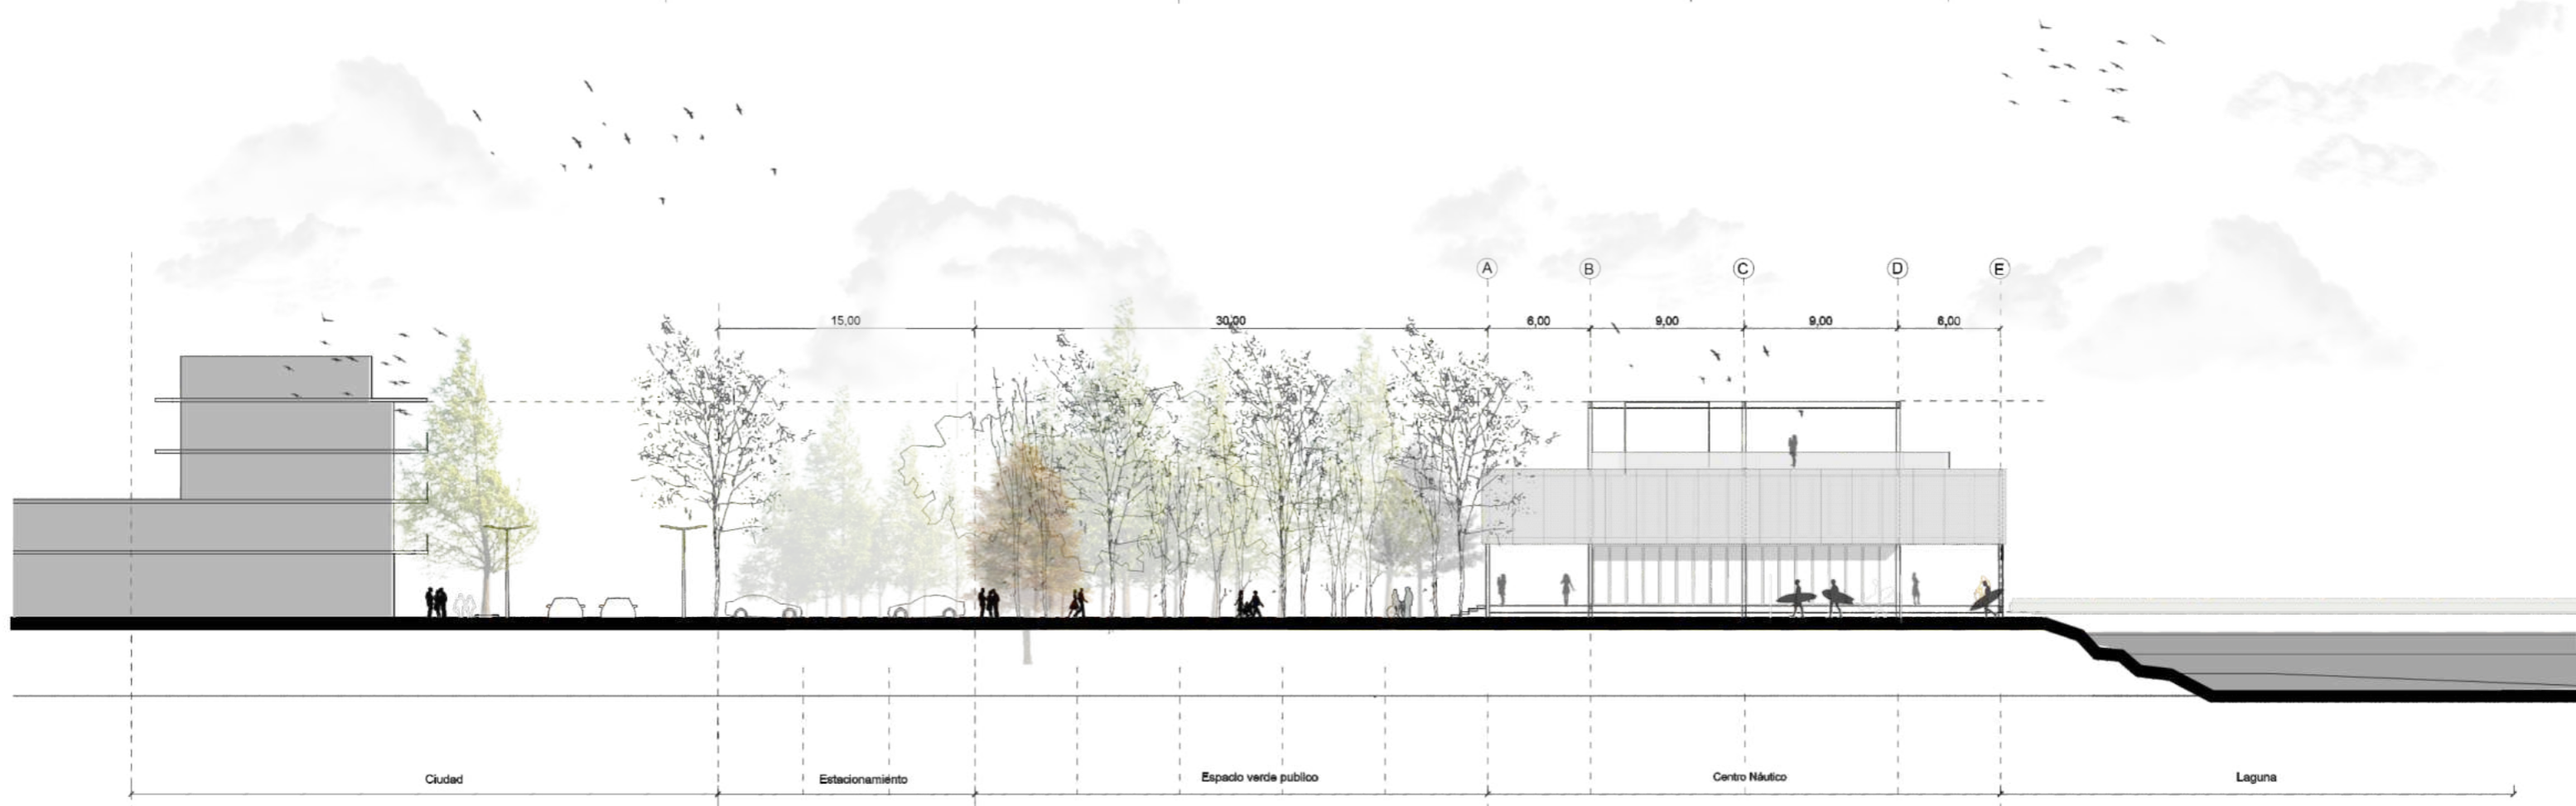 A B C D E
15,00 30,00 6,00 9,00 9,00 6,00
Ciudad Estacionamiento Espacio verde publico Centro Náutico Laguna